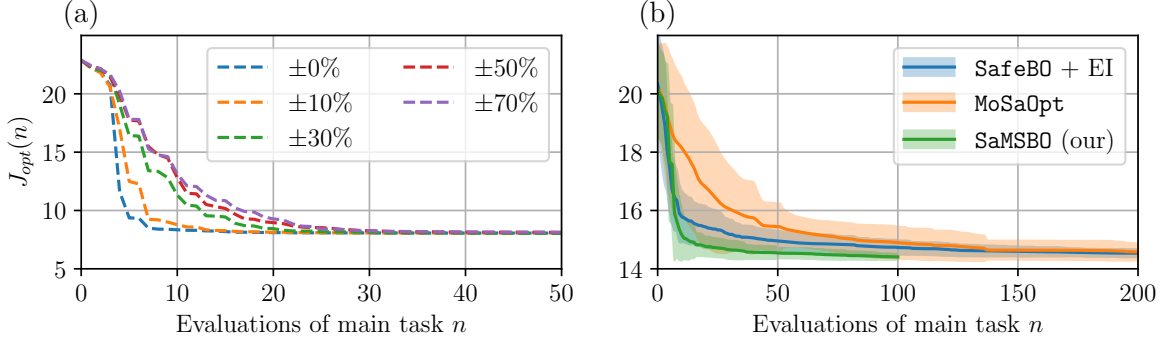 (a)
±0%
±10%
±30%
±50%
±70%
20
15
10
5
J_opt(n)
0 10 20 30 40 50
Evaluations of main task n
(b)
SafeBO + EI
MoSaOpt
SaMSBO (our)
20
18
16
14
0 50 100 150 200
Evaluations of main task n